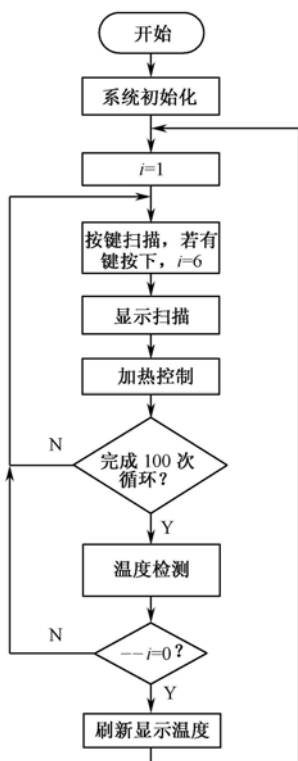 开始
系统初始化
i=1
按键扫描，若有
键按下，i=6
显示扫描
加热控制
N
完成 100 次
循环？
Y
温度检测
N
--i=0？
Y
刷新显示温度